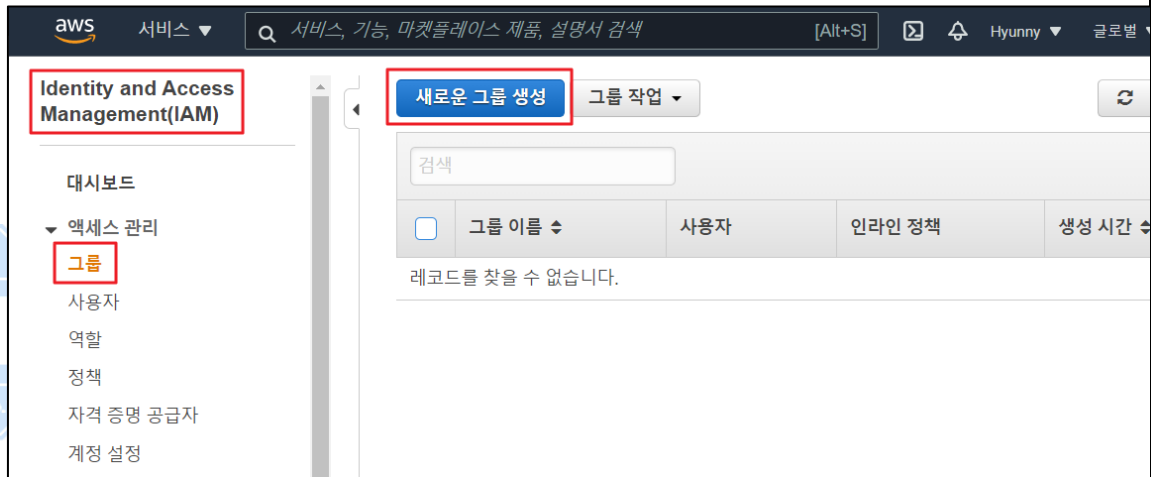 aws 서비스 ▼ 서비스, 기능, 마켓플레이스 제품, 설명서 검색 [Alt+S] Hyunny ▼ 글로벌
Identity and Access
Management(IAM)
새로운 그룹 생성 그룹 작업
검색
그룹 이름 사용자 인라인 정책 생성 시간
레코드를 찾을 수 없습니다.
대시보드
액세스 관리
그룹
사용자
역할
정책
자격 증명 공급자
계정 설정